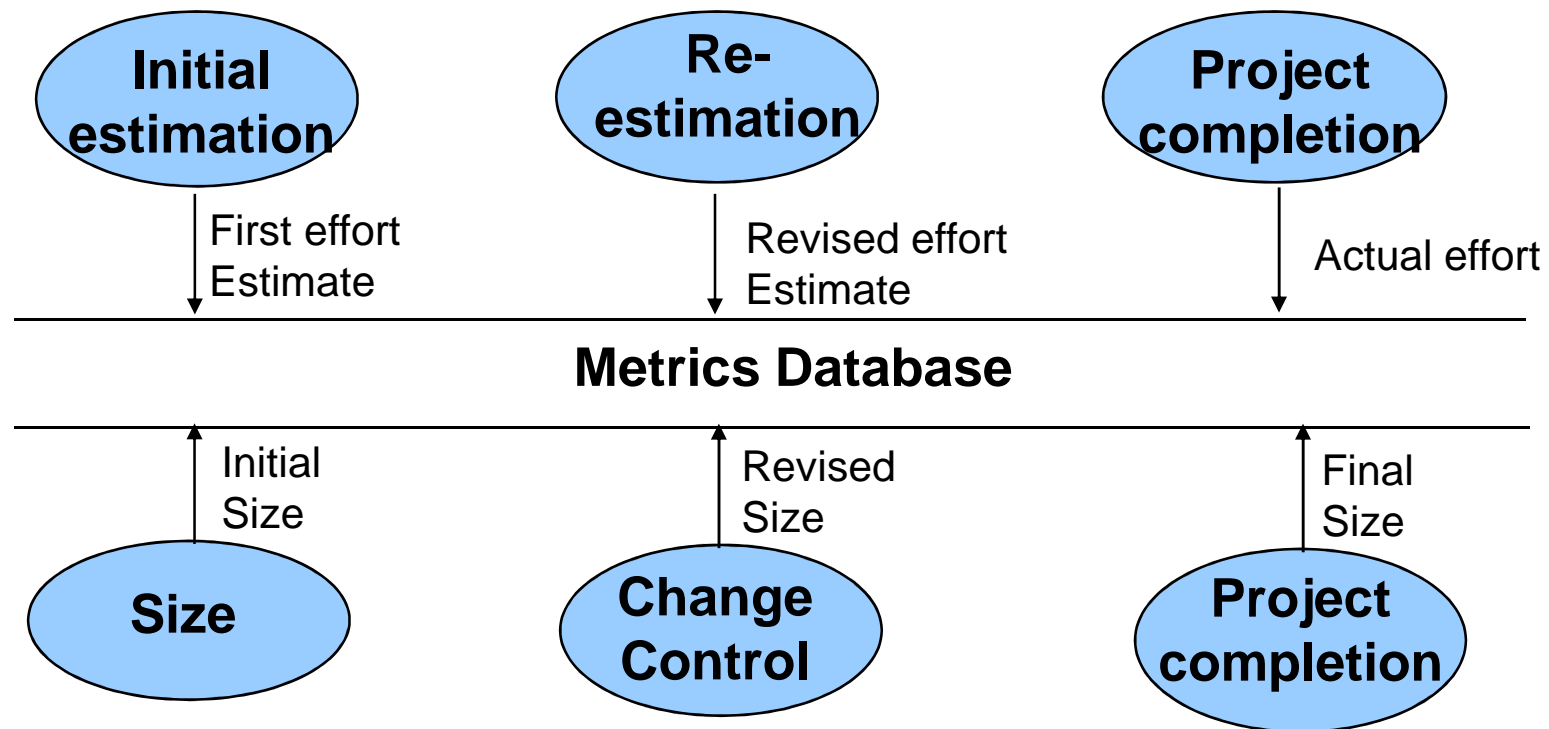 Initial
estimation
Re-
estimation
Project
completion
First effort
Estimate
Revised effort
Estimate
Actual effort
Metrics Database
Initial
Size
Revised
Size
Final
Size
Size
Change
Control
Project
completion